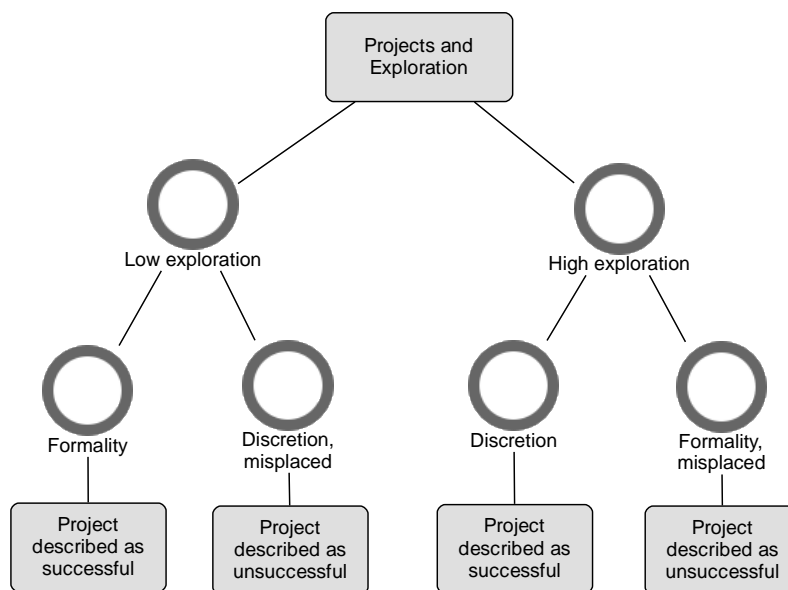 Projects and
Exploration
Low exploration
High exploration
Formality
Discretion,
misplaced
Discretion
Formality,
misplaced
Project
described as
successful
Project
described as
unsuccessful
Project
described as
successful
Project
described as
unsuccessful